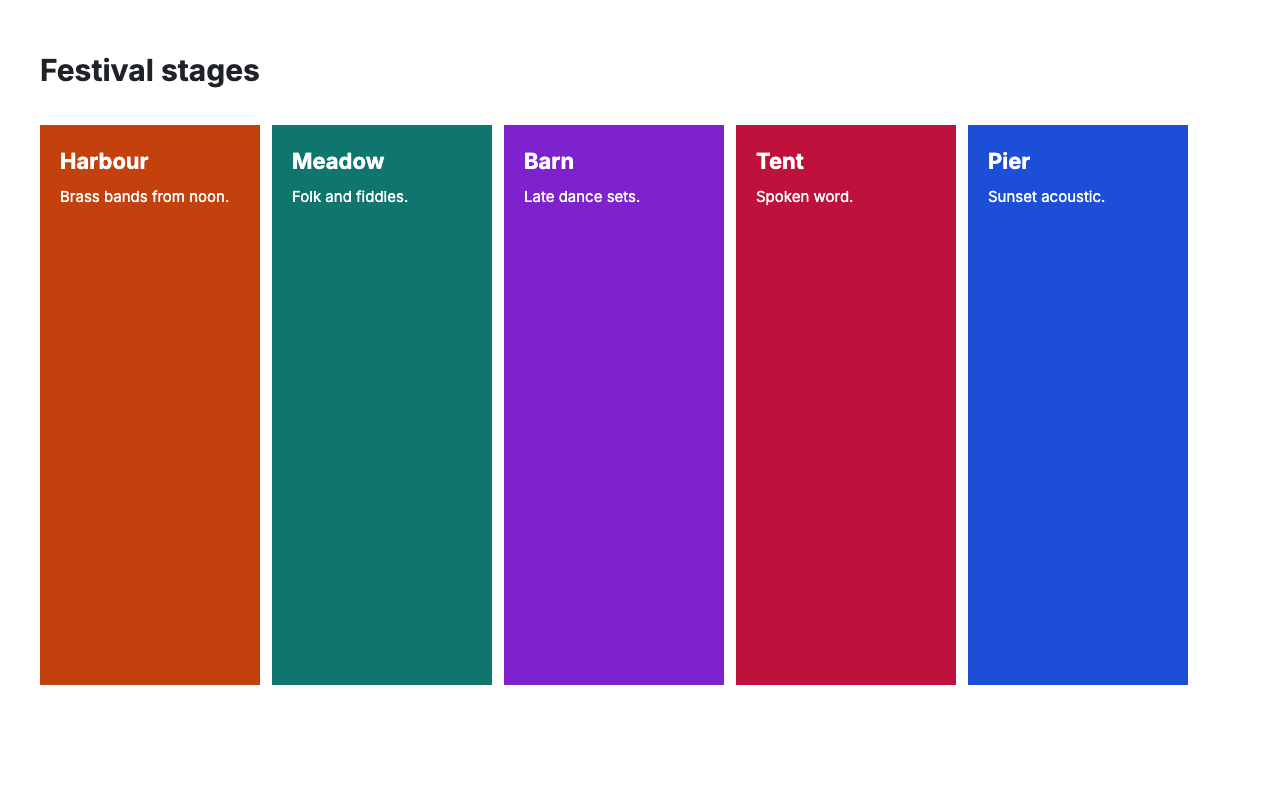 Festival stages
Harbour
Brass bands from noon.
Meadow
Folk and fiddles.
Barn
Late dance sets.
Tent
Spoken word.
Pier
Sunset acoustic.